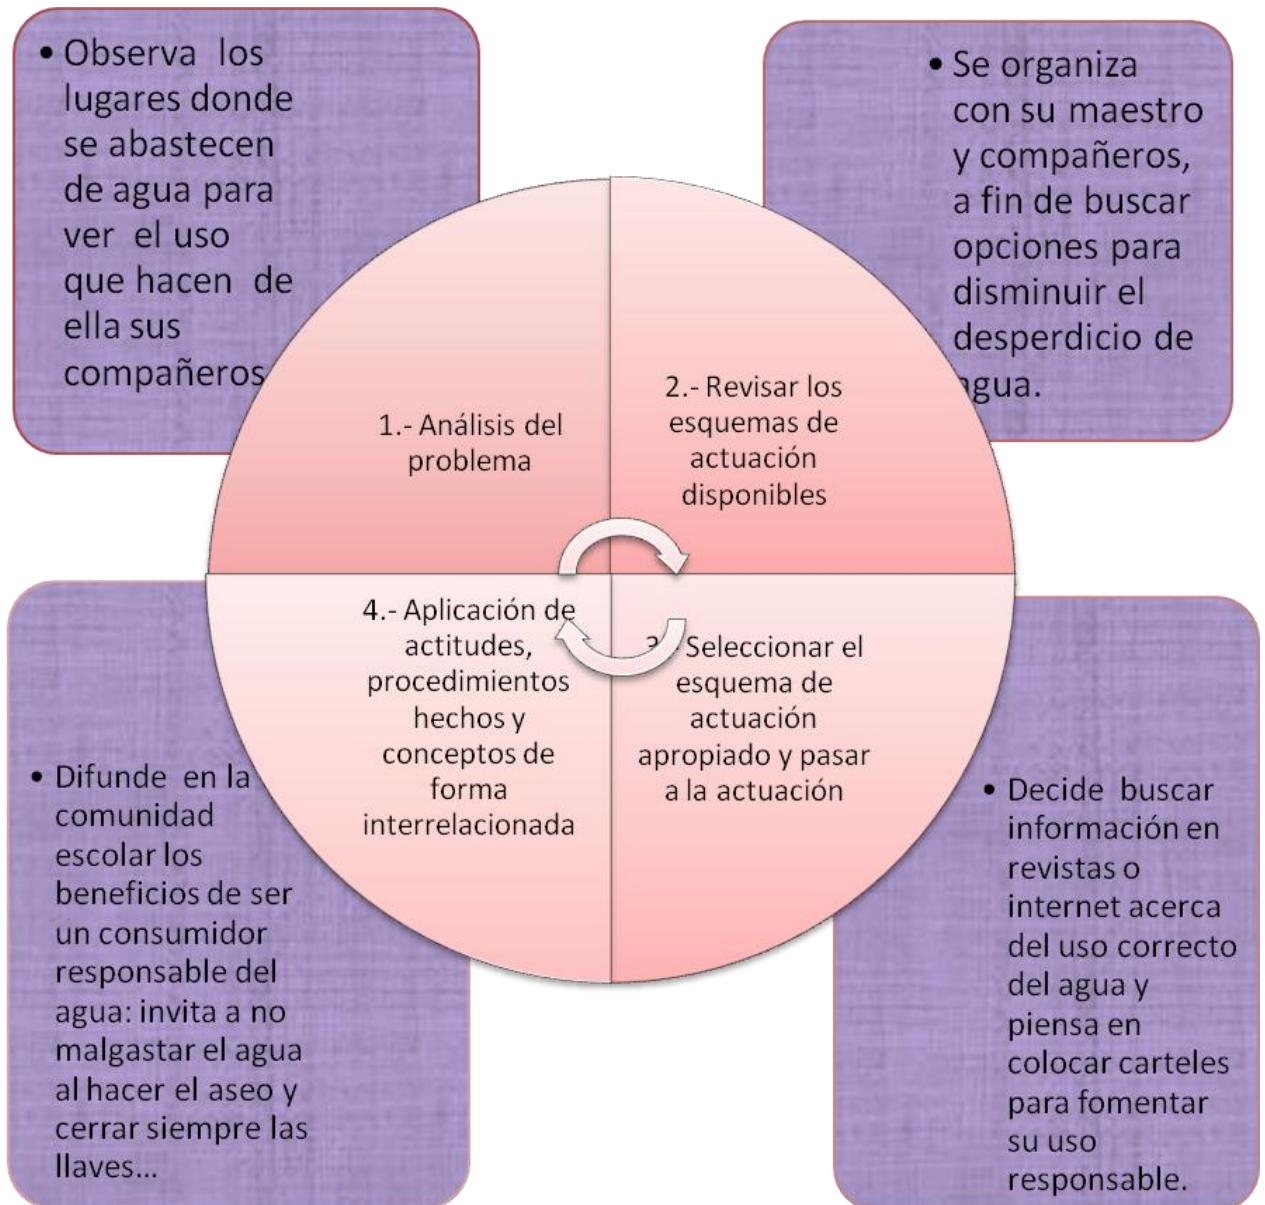 • Observa los
lugares donde
se abastecen
de agua para
ver el uso
que hacen de
ella sus
compañeros
• Se organiza
con su maestro
y compañeros,
a fin de buscar
opciones para
disminuir el
desperdicio de
agua.
1.- Análisis del
problema
2.- Revisar los
esquemas de
actuación
disponibles
4.- Aplicación de
actitudes,
procedimientos
hechos y
conceptos de
forma
interrelacionada
3.- Seleccionar el
esquema de
actuación
apropiado y pasar
a la actuación
• Difunde en la
comunidad
escolar los
beneficios de ser
un consumidor
responsable del
agua: invita a no
malgastar el agua
al hacer el aseo y
cerrar siempre las
llaves...
• Decide buscar
información en
revistas o
internet acerca
del uso correcto
del agua y
piensa en
colocar carteles
para fomentar
su uso
responsable.